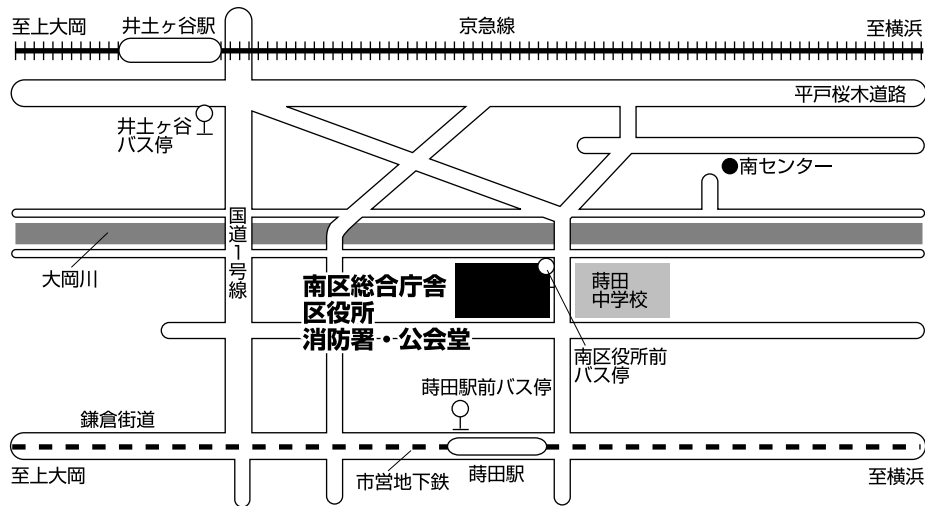 至上大岡
井土ヶ谷駅
京急線
至横浜
平戸桜木道路
井土ヶ谷
バス停
南センター
国道1号線
大岡川
南区総合庁舎
区役所
消防署・公会堂
蒔田
中学校
南区役所前
バス停
蒔田駅前バス停
鎌倉街道
至上大岡
市営地下鉄
蒔田駅
至横浜